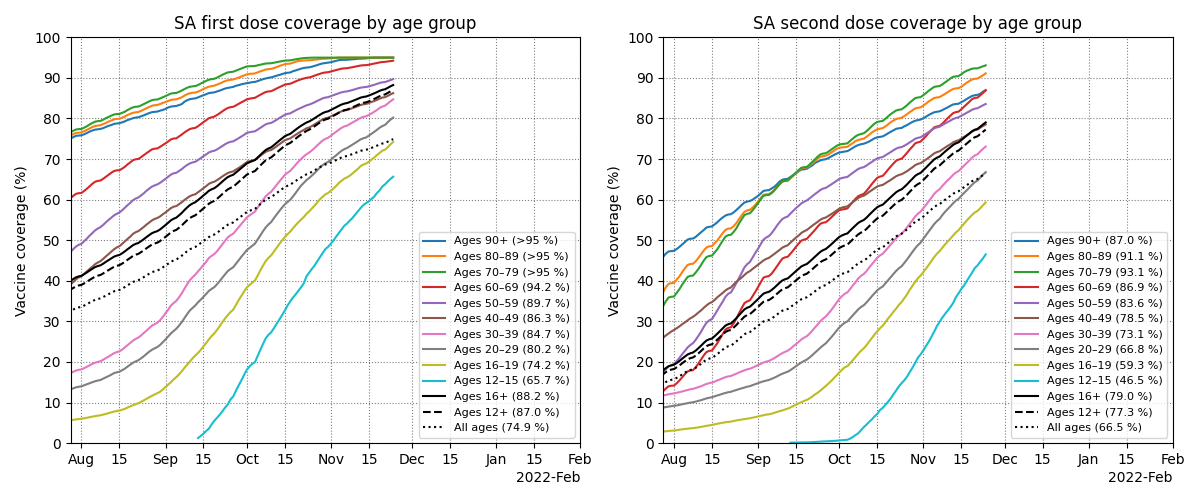 SA first dose coverage by age group
Vaccine coverage (%)
100
90
80
70
60
50
40
30
20
10
0
Aug 15 Sep 15 Oct 15 Nov 15 Dec 15 Jan 15 Feb
2022-Feb
Ages 90+ (>95 %)
Ages 80–89 (>95 %)
Ages 70–79 (>95 %)
Ages 60–69 (94.2 %)
Ages 50–59 (89.7 %)
Ages 40–49 (86.3 %)
Ages 30–39 (84.7 %)
Ages 20–29 (80.2 %)
Ages 16–19 (74.2 %)
Ages 12–15 (65.7 %)
Ages 16+ (88.2 %)
Ages 12+ (87.0 %)
All ages (74.9 %)
SA second dose coverage by age group
Vaccine coverage (%)
100
90
80
70
60
50
40
30
20
10
0
Aug 15 Sep 15 Oct 15 Nov 15 Dec 15 Jan 15 Feb
2022-Feb
Ages 90+ (87.0 %)
Ages 80–89 (91.1 %)
Ages 70–79 (93.1 %)
Ages 60–69 (86.9 %)
Ages 50–59 (83.6 %)
Ages 40–49 (78.5 %)
Ages 30–39 (73.1 %)
Ages 20–29 (66.8 %)
Ages 16–19 (59.3 %)
Ages 12–15 (46.5 %)
Ages 16+ (79.0 %)
Ages 12+ (77.3 %)
All ages (66.5 %)